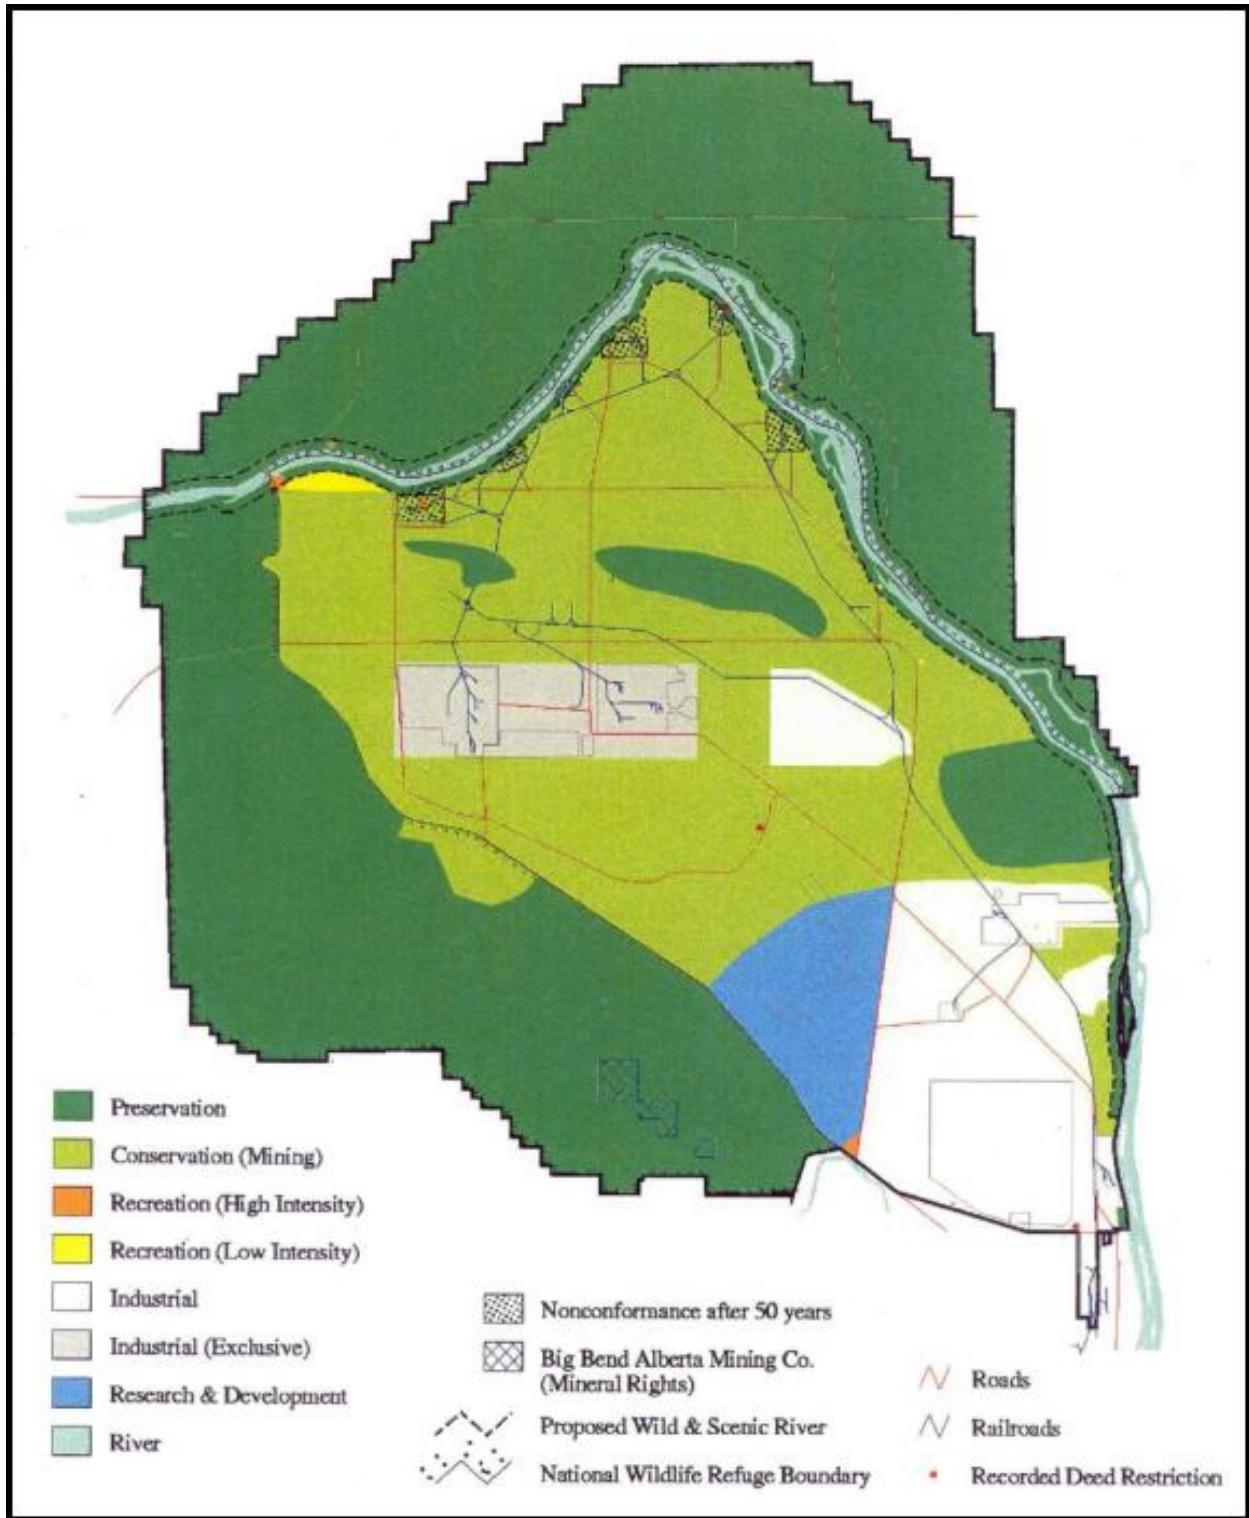 Preservation
Conservation (Mining)
Recreation (High Intensity)
Recreation (Low Intensity)
Industrial
Industrial (Exclusive)
Research & Development
River
Nonconformance after 50 years
Big Bend Alberta Mining Co.
(Mineral Rights)
Proposed Wild & Scenic River
National Wildlife Refuge Boundary
Roads
Railroads
Recorded Deed Restriction